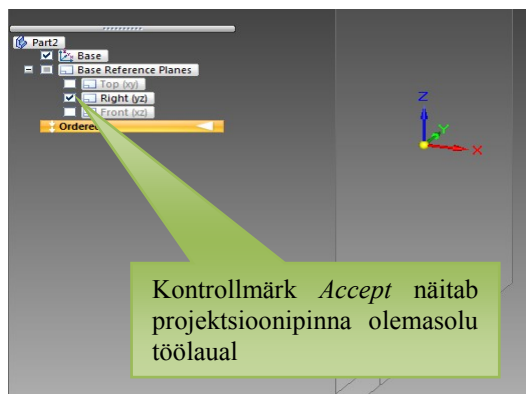 Part2
Base
Base Reference Planes
Top (xy)
Right (yz)
Front (xz)
Ordered
Z
Y
X
Kontrollmärk Accept näitab
projektsioonipinna olemasolu
töölaual